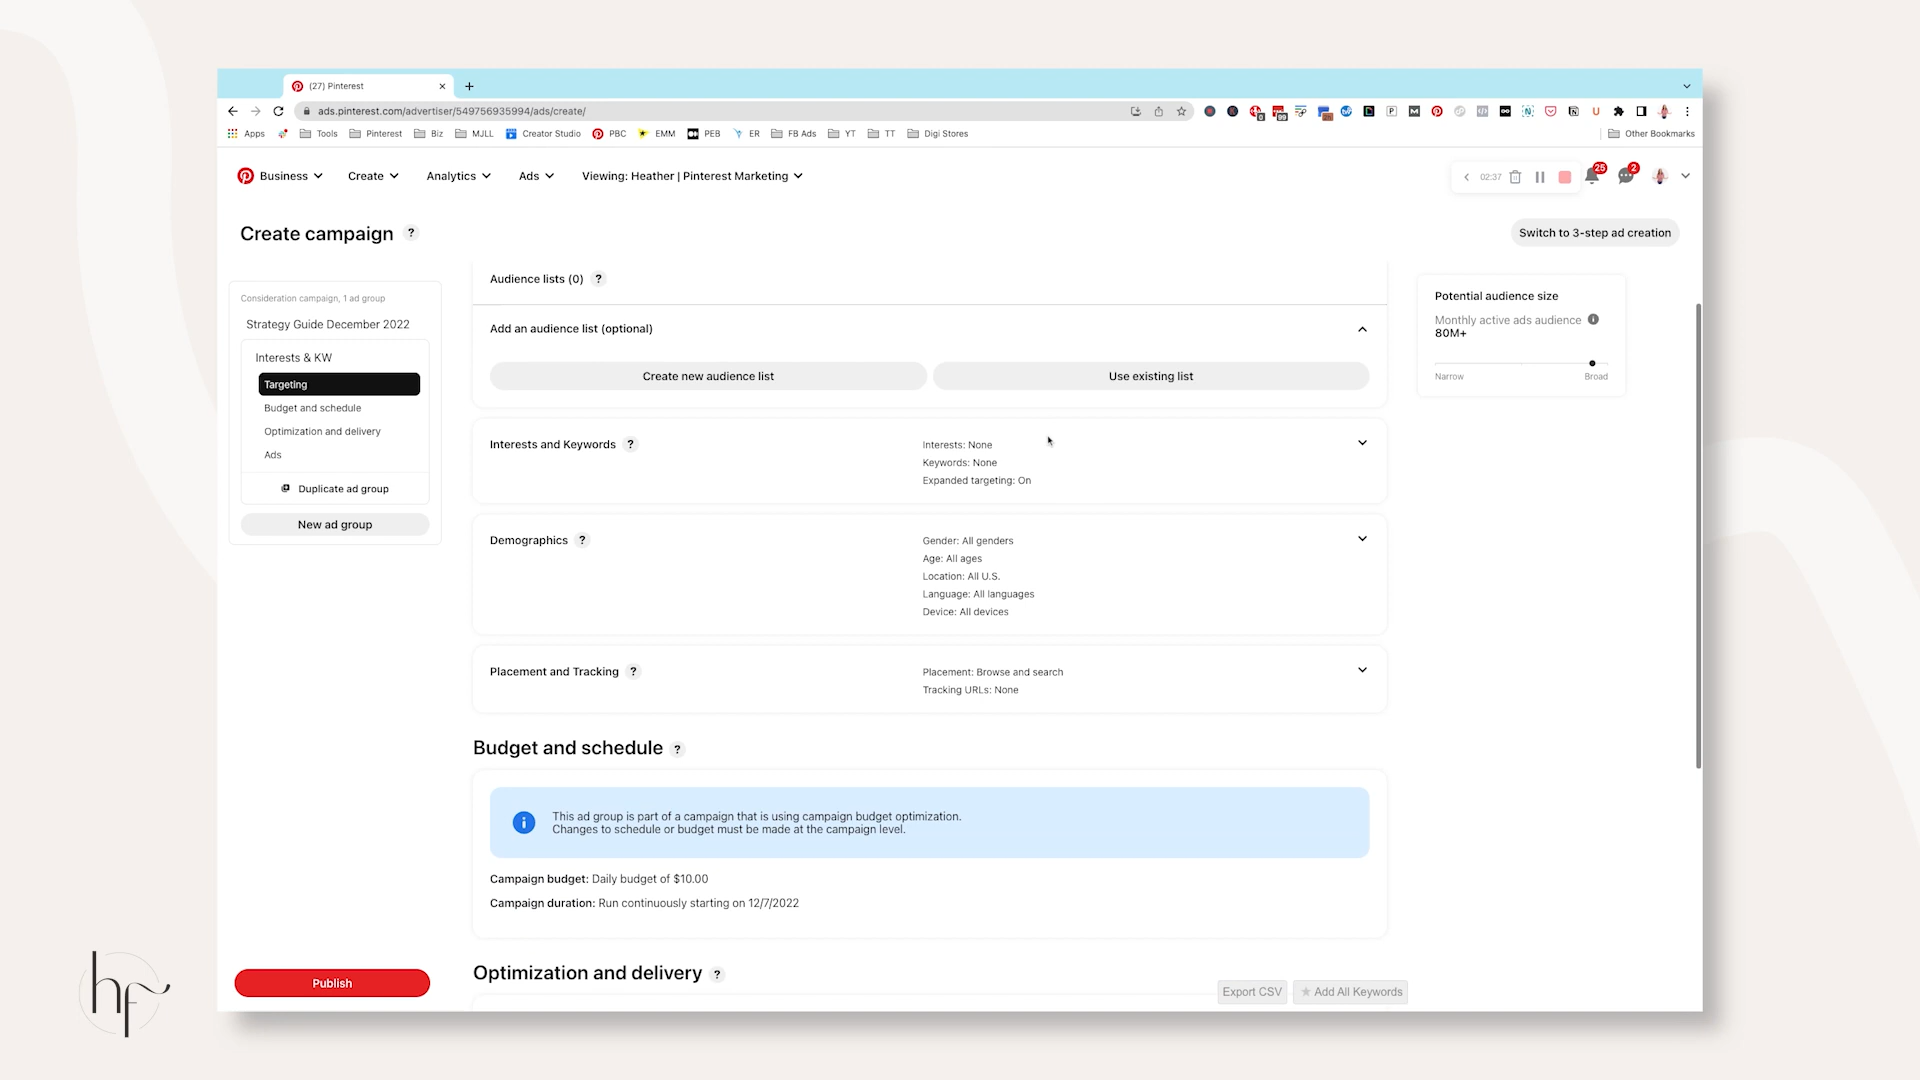 (27) Pinterest
ads.pinterest.com/advertiser/549756935994/ads/create/
Apps Tools Pinterest Biz MJLL Creator Studio PBC EMM PEB ER FB Ads YT TT Digi Stores Other Bookmarks
Business Create Analytics Ads Viewing: Heather | Pinterest Marketing 02:37 25 2
Create campaign ?
Switch to 3-step ad creation
Consideration campaign, 1 ad group
Strategy Guide December 2022
Interests & KW
Targeting
Budget and schedule
Optimization and delivery
Ads
Duplicate ad group
New ad group
Publish
Audience lists (0) ?
Add an audience list (optional)
Create new audience list Use existing list
Interests and Keywords ?
Interests: None
Keywords: None
Expanded targeting: On
Demographics ?
Gender: All genders
Age: All ages
Location: All U.S.
Language: All languages
Device: All devices
Placement and Tracking ?
Placement: Browse and search
Tracking URLs: None
Budget and schedule ?
This ad group is part of a campaign that is using campaign budget optimization.
Changes to schedule or budget must be made at the campaign level.
Campaign budget: Daily budget of $10.00
Campaign duration: Run continuously starting on 12/7/2022
Optimization and delivery ?
Export CSV Add All Keywords
Potential audience size
Monthly active ads audience
80M+
Narrow Broad
hf